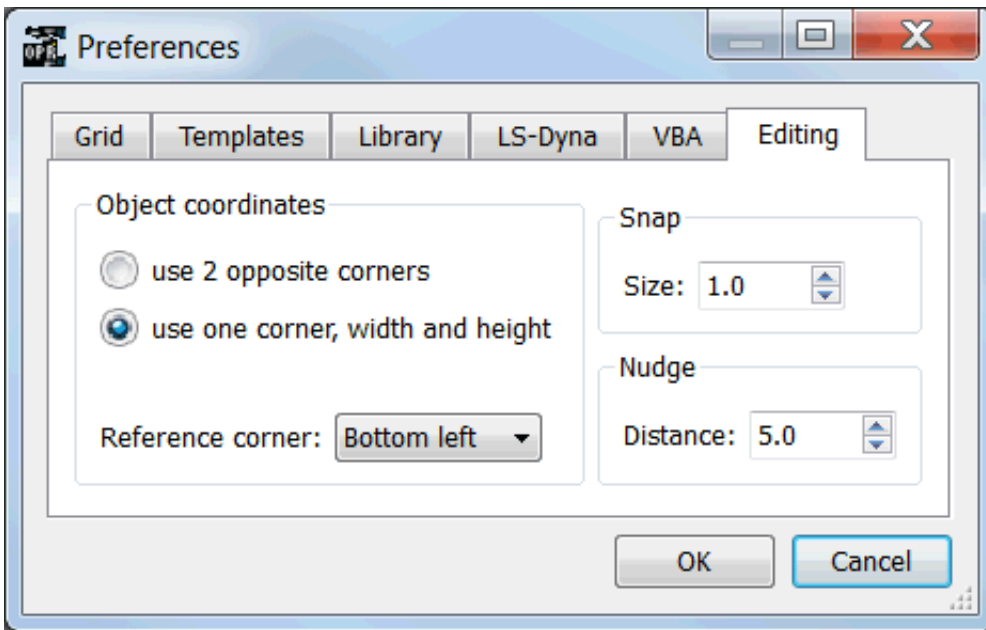 Preferences
Grid Templates Library LS-Dyna VBA Editing
Object coordinates
use 2 opposite corners
use one corner, width and height
Reference corner: Bottom left
Snap
Size: 1.0
Nudge
Distance: 5.0
OK Cancel